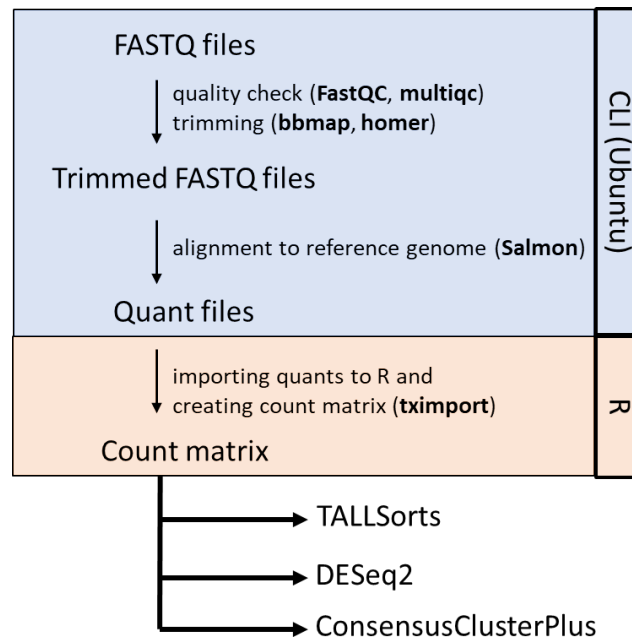 FASTQ files
quality check (FastQC, multiqc)
trimming (bbmap, homer)
Trimmed FASTQ files
alignment to reference genome (Salmon)
Quant files
CLI (Ubuntu)
importing quants to R and
creating count matrix (tximport)
Count matrix
R
TALLSorts
DESeq2
ConsensusClusterPlus